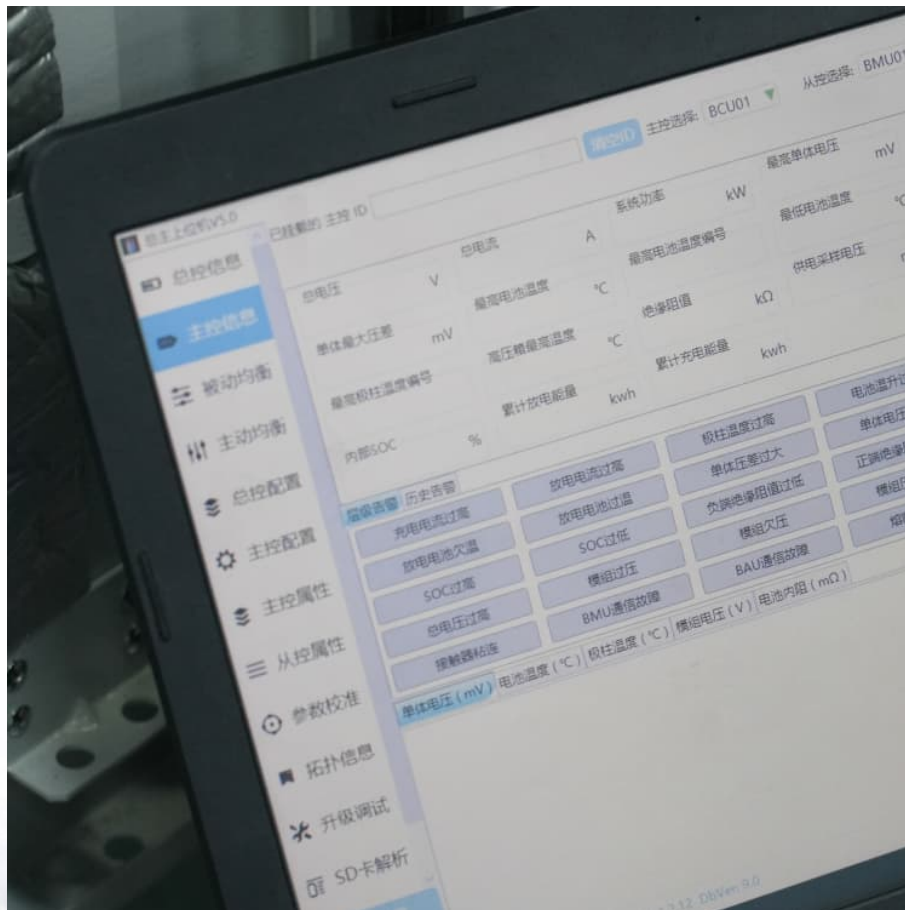 总主上位机V5.0
已挂载的 主控 ID
清空ID
主控选择: BCU01
从控选择: BMU01
总控信息
主控信息
被动均衡
主动均衡
总控配置
主控配置
主控属性
从控属性
参数校准
拓扑信息
升级调试
SD卡解析
总电压 V
总电流 A
系统功率 kW
最高单体电压 mV
单体最大压差 mV
最高电池温度 ℃
最高电池温度编号
最低电池温度 ℃
最高极柱温度编号
高压箱最高温度 ℃
绝缘阻值 kΩ
供电采样电压
内部SOC %
累计放电能量 kwh
累计充电能量 kwh
层级告警 历史告警
充电电流过高 放电电流过高 极柱温度过高 电池温升过
放电电池欠温 放电电池过温 单体压差过大 单体电压
SOC过高 SOC过低 负端绝缘阻值过低 正端绝缘阻
总电压过高 模组过压 模组欠压 模组压
接触器粘连 BMU通信故障 BAU通信故障 熔
单体电压(mV) 电池温度(℃) 极柱温度(℃) 模组电压(V) 电池内阻(mΩ)
DbVen 9.0